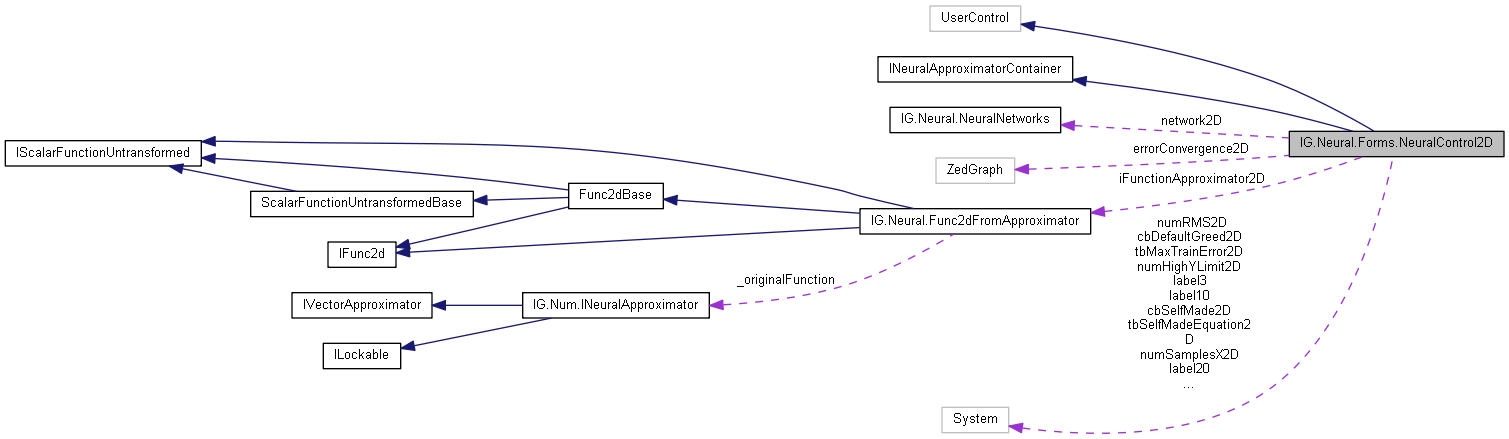 UserControl
INeuralApproximatorContainer
IG.Neural.NeuralNetworks
network2D
IG.Neural.Forms.NeuralControl2D
errorConvergence2D
IScalarFunctionUntransformed
ZedGraph
iFunctionApproximator2D
Func2dBase
ScalarFunctionUntransformedBase
IG.Neural.Func2dFromApproximator
numRMS2D
cbDefaultGreed2D
tbMaxTrainError2D
numHighYLimit2D
label3
label10
cbSelfMade2D
tbSelfMadeEquation2
D
numSamplesX2D
label20
...
IFunc2d
_originalFunction
IVectorApproximator
IG.Num.INeuralApproximator
ILockable
System